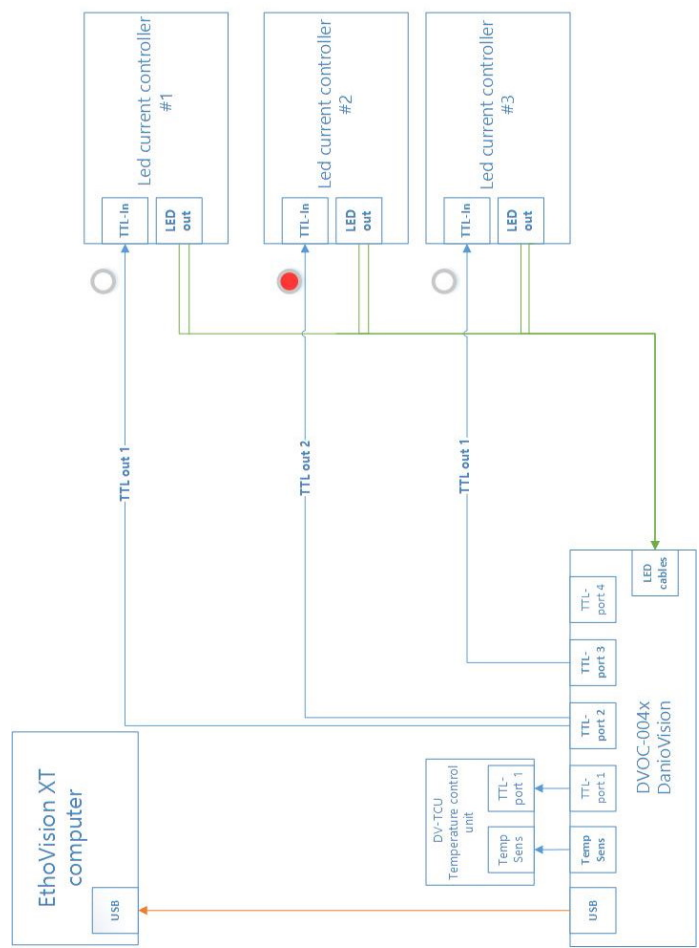 Led current controller
#1
TTL-In
LED
out
Led current controller
#2
TTL-In
LED
out
Led current controller
#3
TTL-In
LED
out
TTL out 1
TTL out 2
TTL out 1
EthoVision XT
computer
USB
DV-TCU
Temperature control
unit
TTL-
port 1
Temp
Sens
DVOC-004x
DanioVision
LED
cables
TTL-
port 4
TTL-
port 3
TTL-
port 2
TTL-
port 1
Temp
Sens
USB